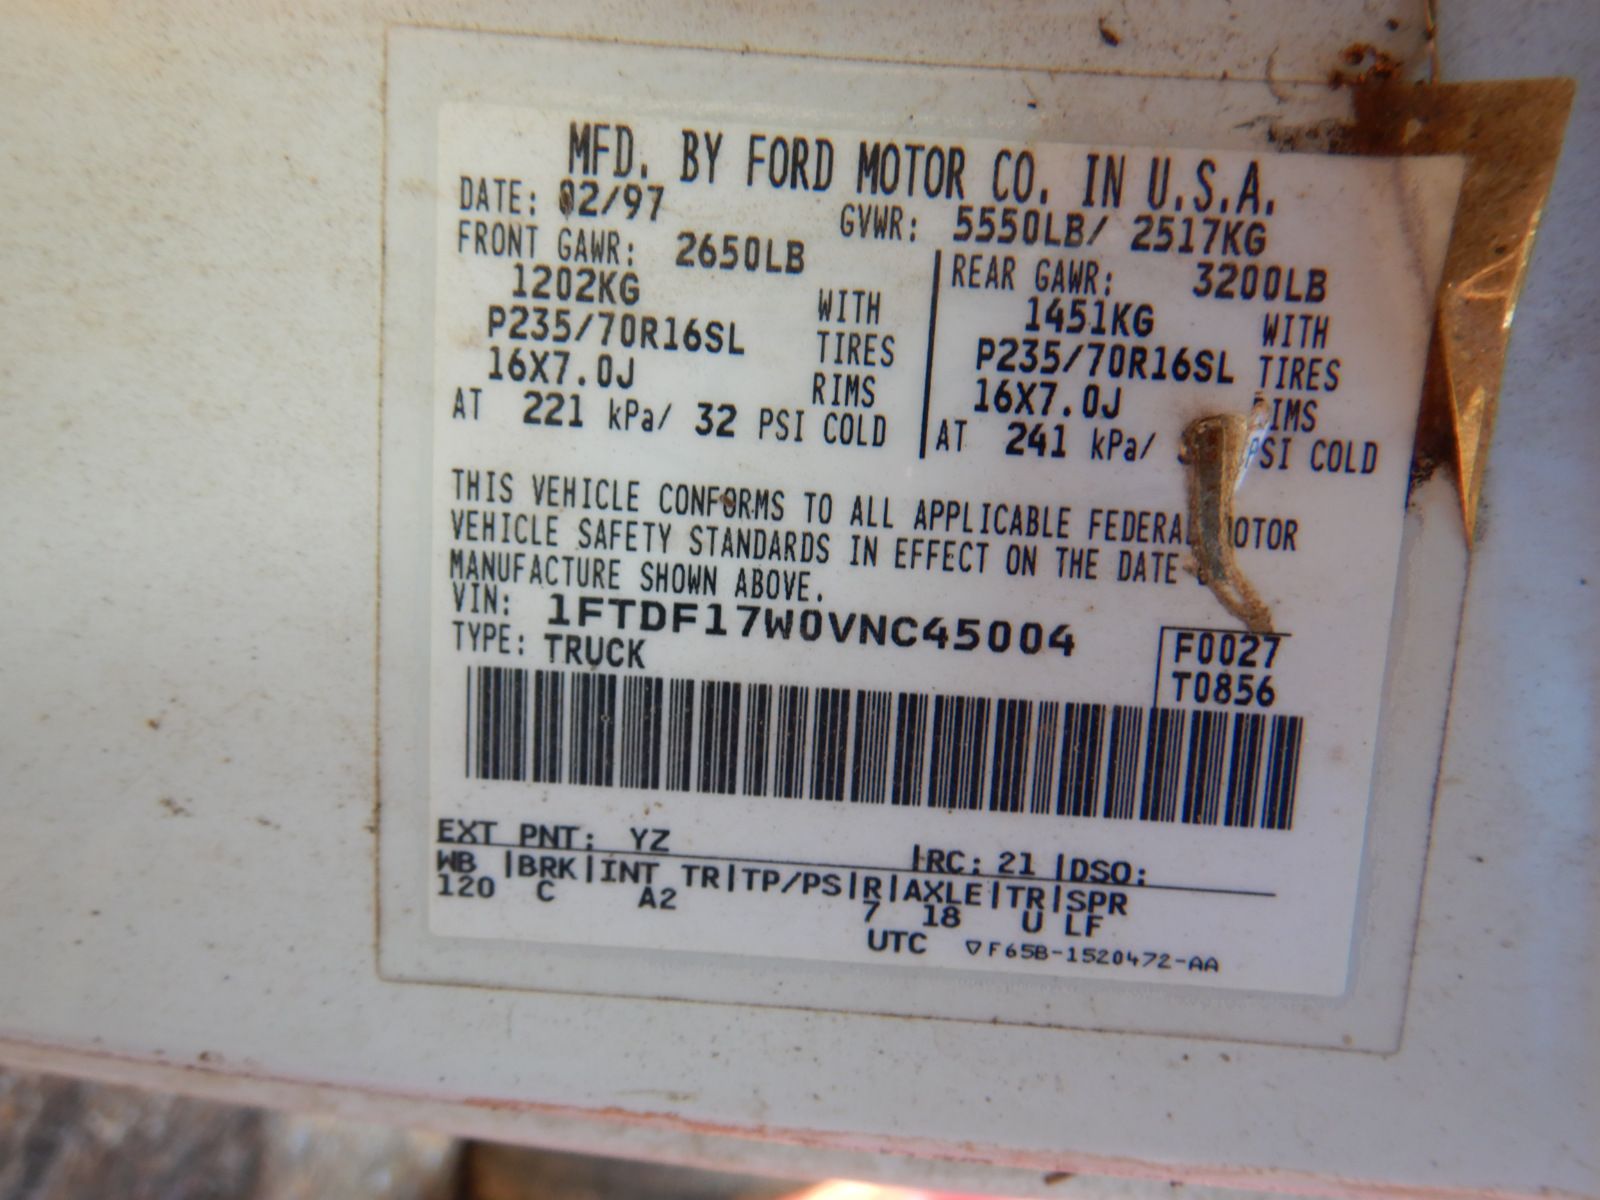 MFD. BY FORD MOTOR CO. IN U.S.A.
DATE: 02/97 GVWR: 5550LB/ 2517KG
FRONT GAWR: 2650LB
1202KG WITH
P235/70R16SL TIRES
16X7.0J RIMS
AT 221 kPa/ 32 PSI COLD
REAR GAWR: 3200LB
1451KG WITH
P235/70R16SL TIRES
16X7.0J RIMS
AT 241 kPa/ PSI COLD
THIS VEHICLE CONFORMS TO ALL APPLICABLE FEDERAL MOTOR
VEHICLE SAFETY STANDARDS IN EFFECT ON THE DATE
MANUFACTURE SHOWN ABOVE.
VIN: 1FTDF17W0VNC45004
TYPE: TRUCK
F0027
T0856
EXT PNT: YZ |RC: 21 |DSO:
WB |BRK|INT TR|TP/PS|R|AXLE|TR|SPR
120 C A2 7 18 U LF
UTC ▽F65B-1520472-AA